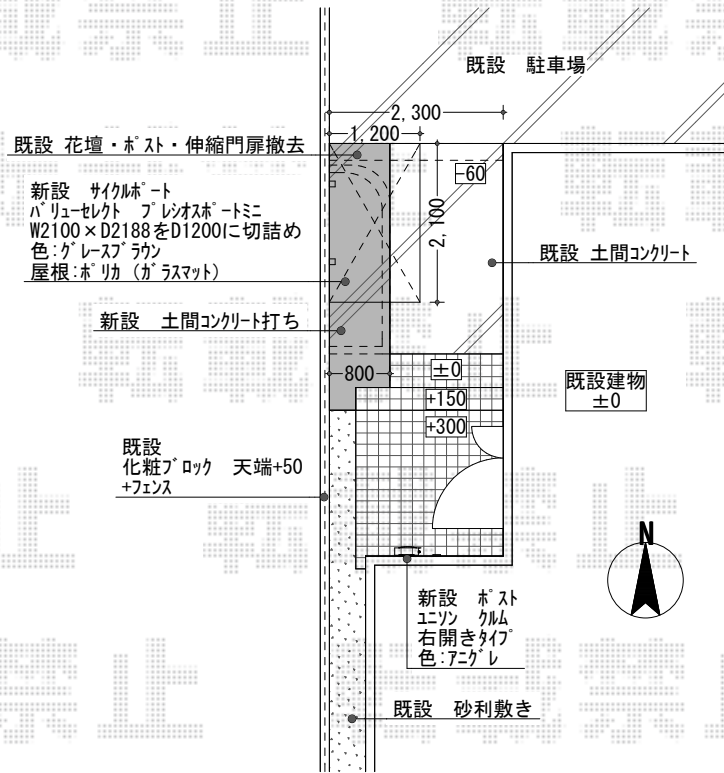 既設 駐車場
2,300
1,200
既設 花壇・ポスト・伸縮門扉撤去
-60
新設 サイクルポート
バリューセレクト プレシオスポートミニ
W2100×D2188をD1200に切詰め
色:グレースブラウン
屋根:ポリカ (ガラスマット)
2,100
既設 土間コンクリート
新設 土間コンクリート打ち
800
±0
+150
+300
既設建物
±0
既設
化粧ブロック 天端+50
+フェンス
N
新設 ポスト
ユニソン クルム
右開きタイプ
色:アニグレ
既設 砂利敷き
転載禁止